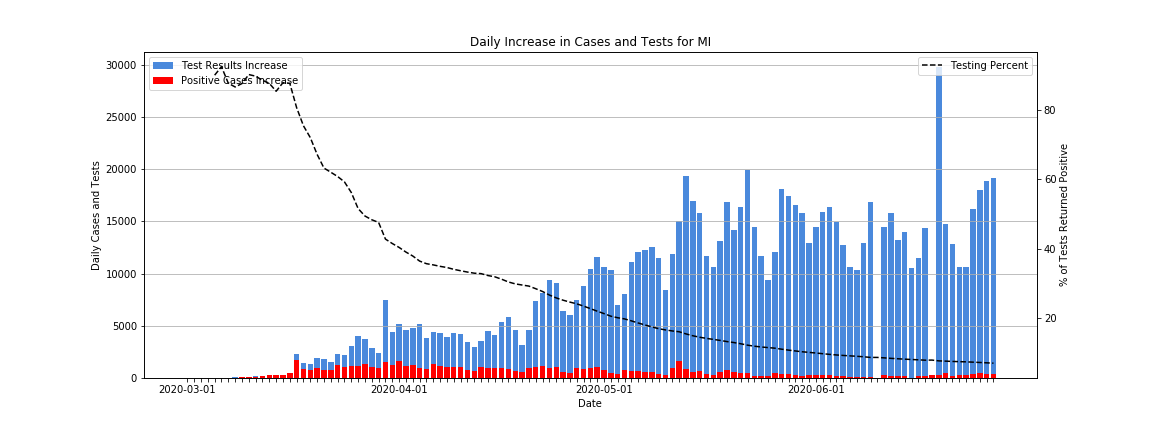 Daily Increase in Cases and Tests for MI
Test Results Increase
Positive Cases Increase
Testing Percent
30000
25000
20000
15000
10000
5000
0
Daily Cases and Tests
80
60
40
20
% of Tests Returned Positive
2020-03-01
2020-04-01
2020-05-01
2020-06-01
Date